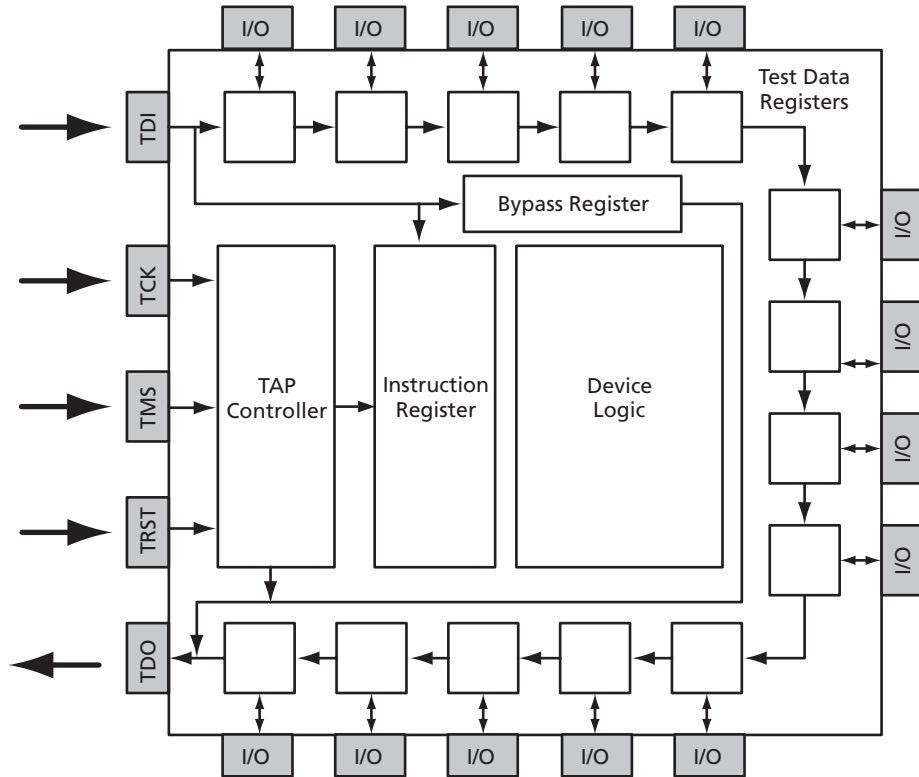 I/O
I/O
I/O
I/O
I/O
Test Data
Registers
TDI
Bypass Register
I/O
TCK
I/O
TAP
Controller
Instruction
Register
Device
Logic
TMS
I/O
TRST
I/O
TDO
I/O
I/O
I/O
I/O
I/O